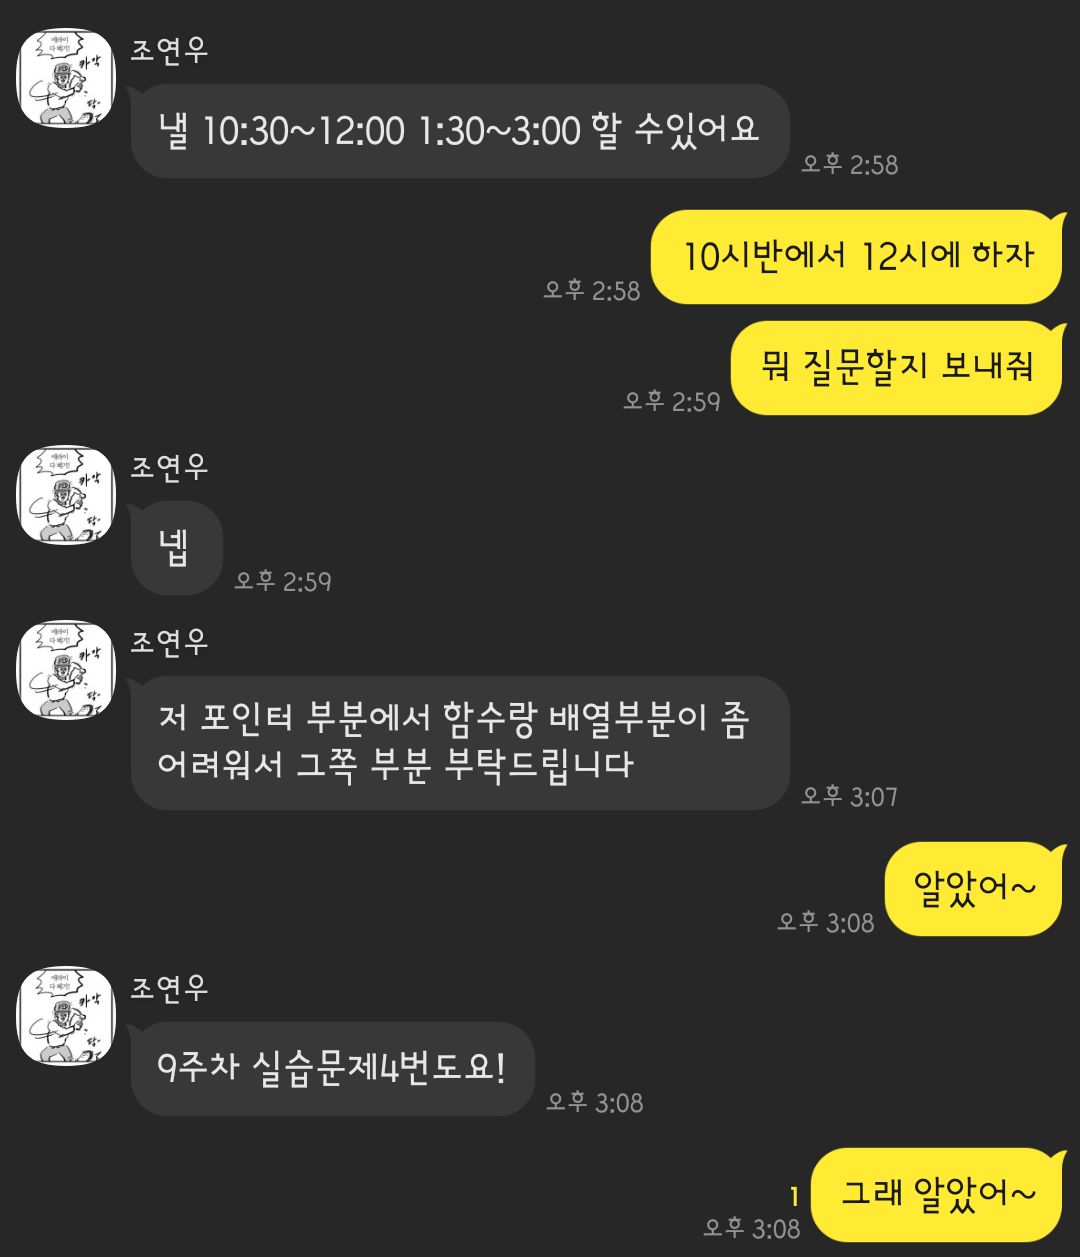 조연우
낼 10:30~12:00 1:30~3:00 할 수있어요
오후 2:58
10시반에서 12시에 하자
오후 2:58
뭐 질문할지 보내줘
오후 2:59
조연우
넵
오후 2:59
조연우
저 포인터 부분에서 함수랑 배열부분이 좀
어려워서 그쪽 부분 부탁드립니다
오후 3:07
알았어~
오후 3:08
조연우
9주차 실습문제4번도요!
오후 3:08
그래 알았어~
1
오후 3:08